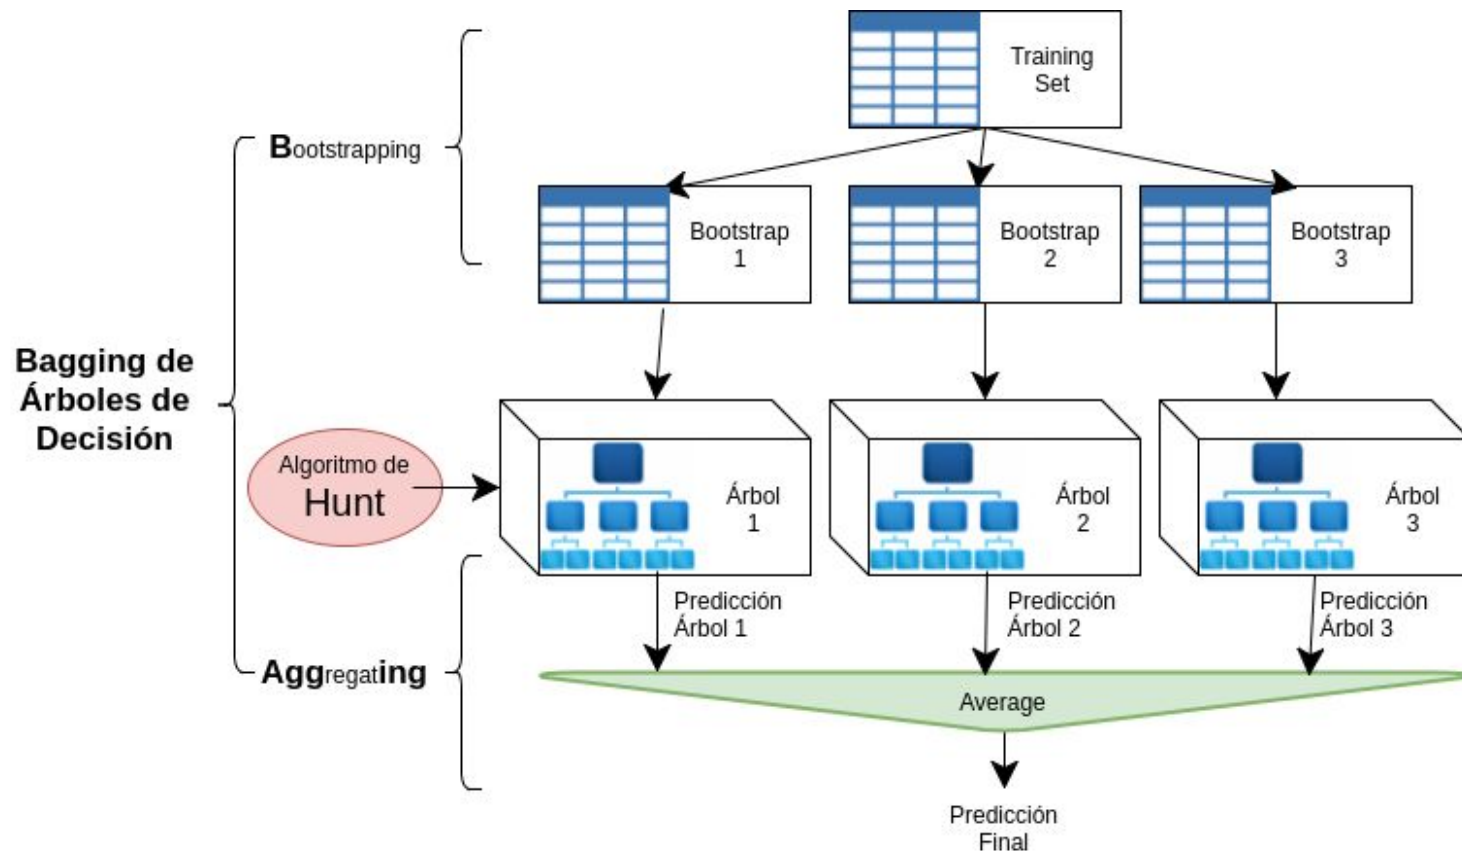 Training
Set
Bootstrapping
Bootstrap
1
Bootstrap
2
Bootstrap
3
Bagging de
Árboles de
Decisión
Algoritmo de
Hunt
Árbol
1
Árbol
2
Árbol
3
Predicción
Árbol 1
Predicción
Árbol 2
Predicción
Árbol 3
Aggregating
Average
Predicción
Final